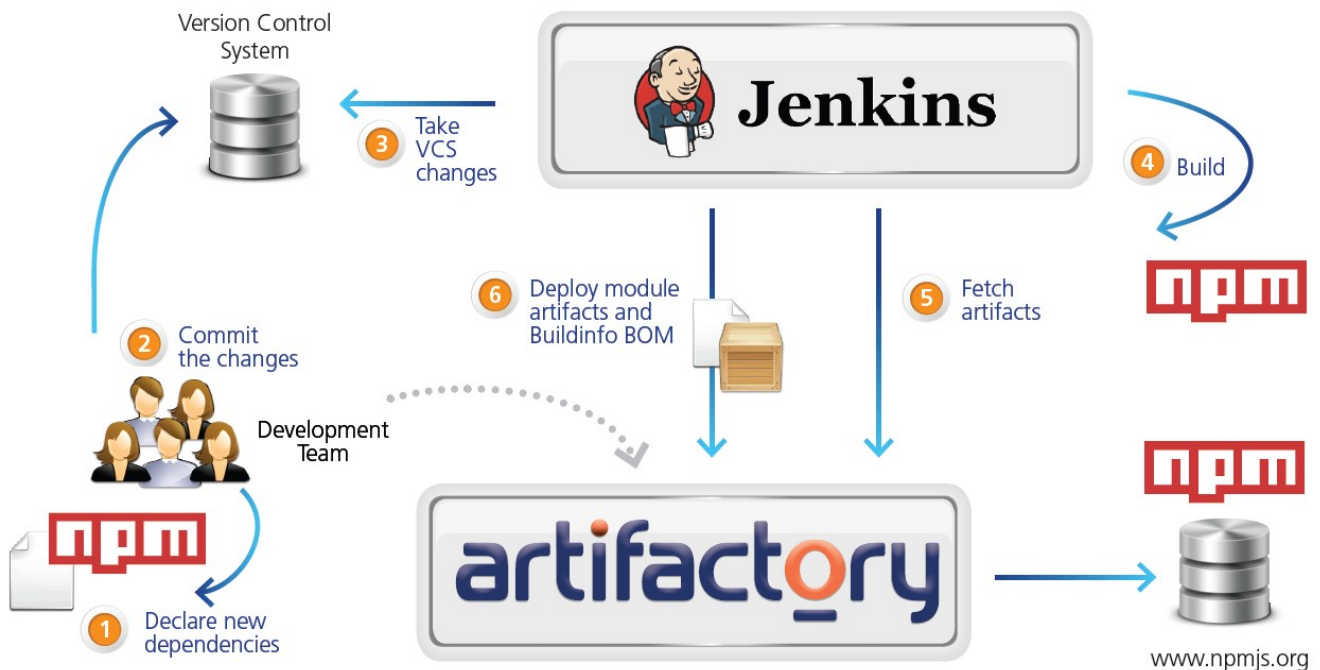 Version Control
System
Jenkins
3
Take
VCS
changes
4
Build
npm
6
Deploy module
artifacts and
Buildinfo BOM
5
Fetch
artifacts
2
Commit
the changes
Development
Team
npm
1
Declare new
dependencies
artifactory
npm
www.npmjs.org